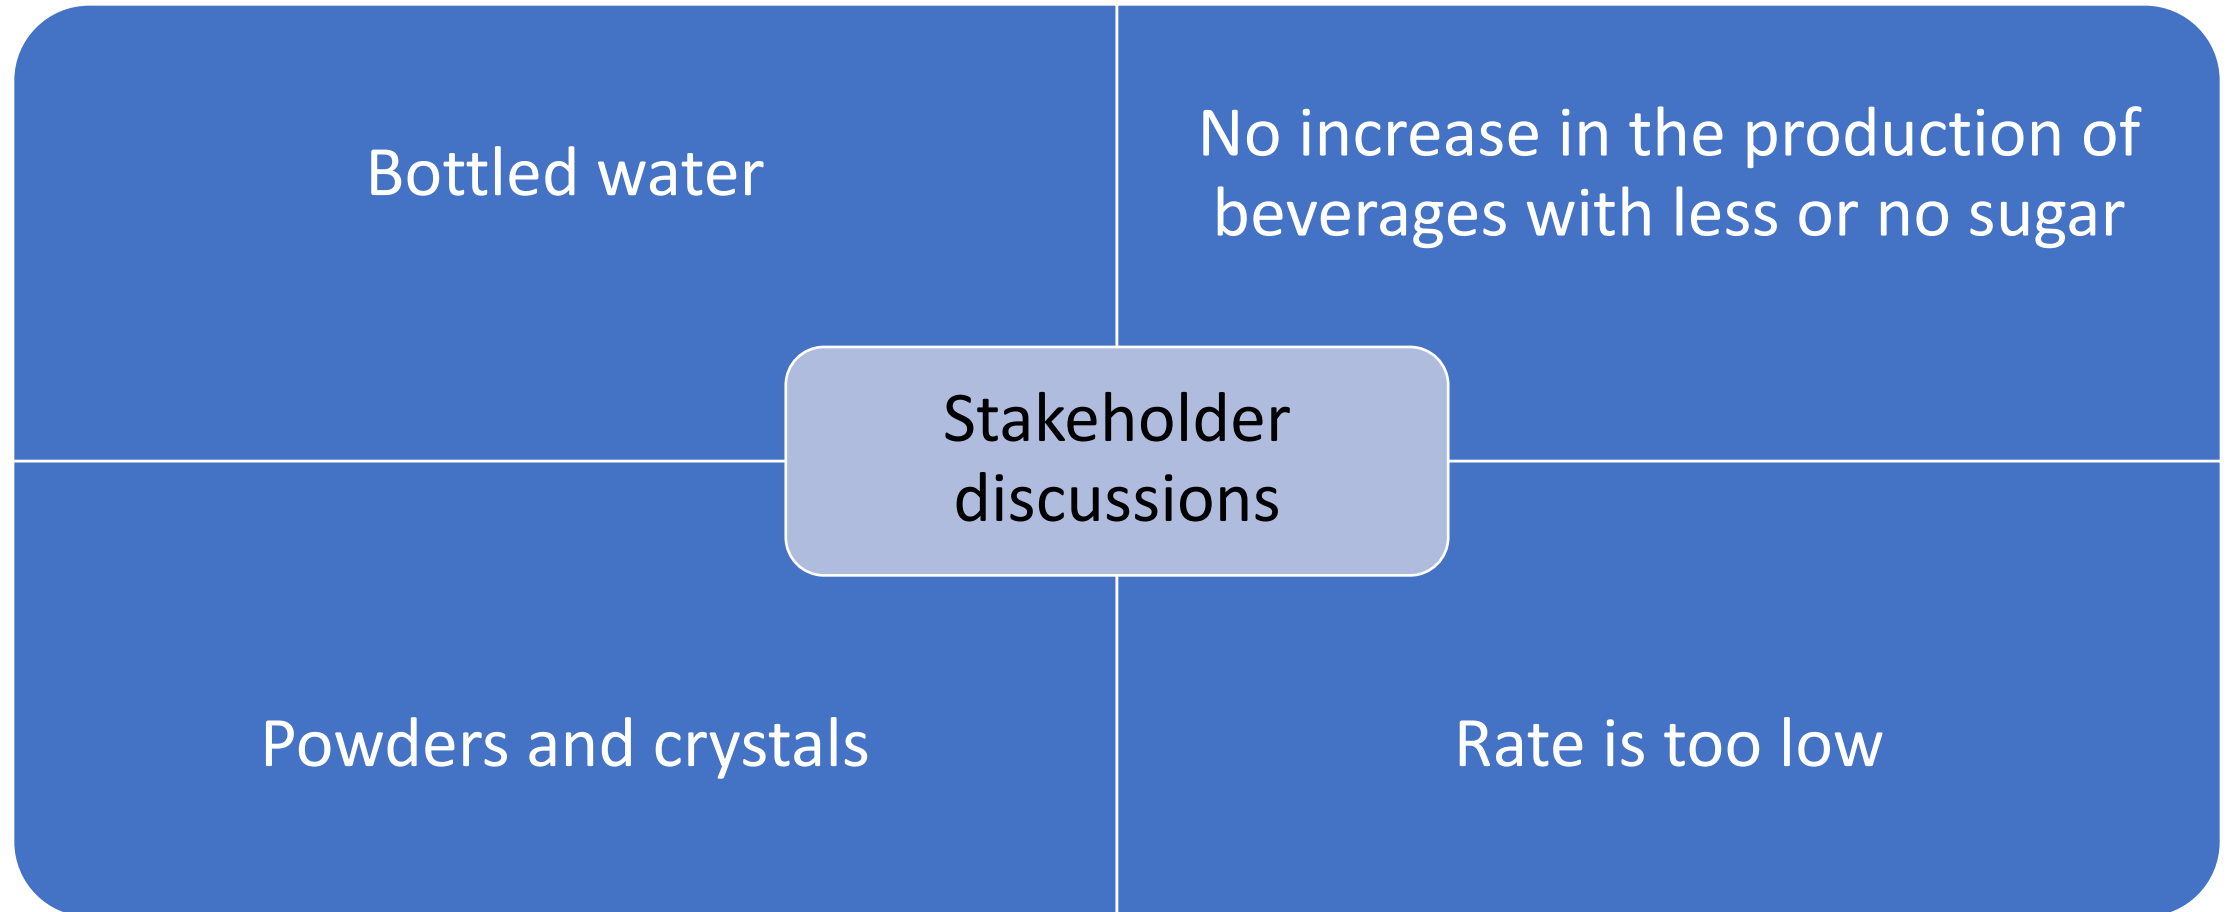 Bottled water
No increase in the production of
beverages with less or no sugar
Stakeholder
discussions
Powders and crystals
Rate is too low